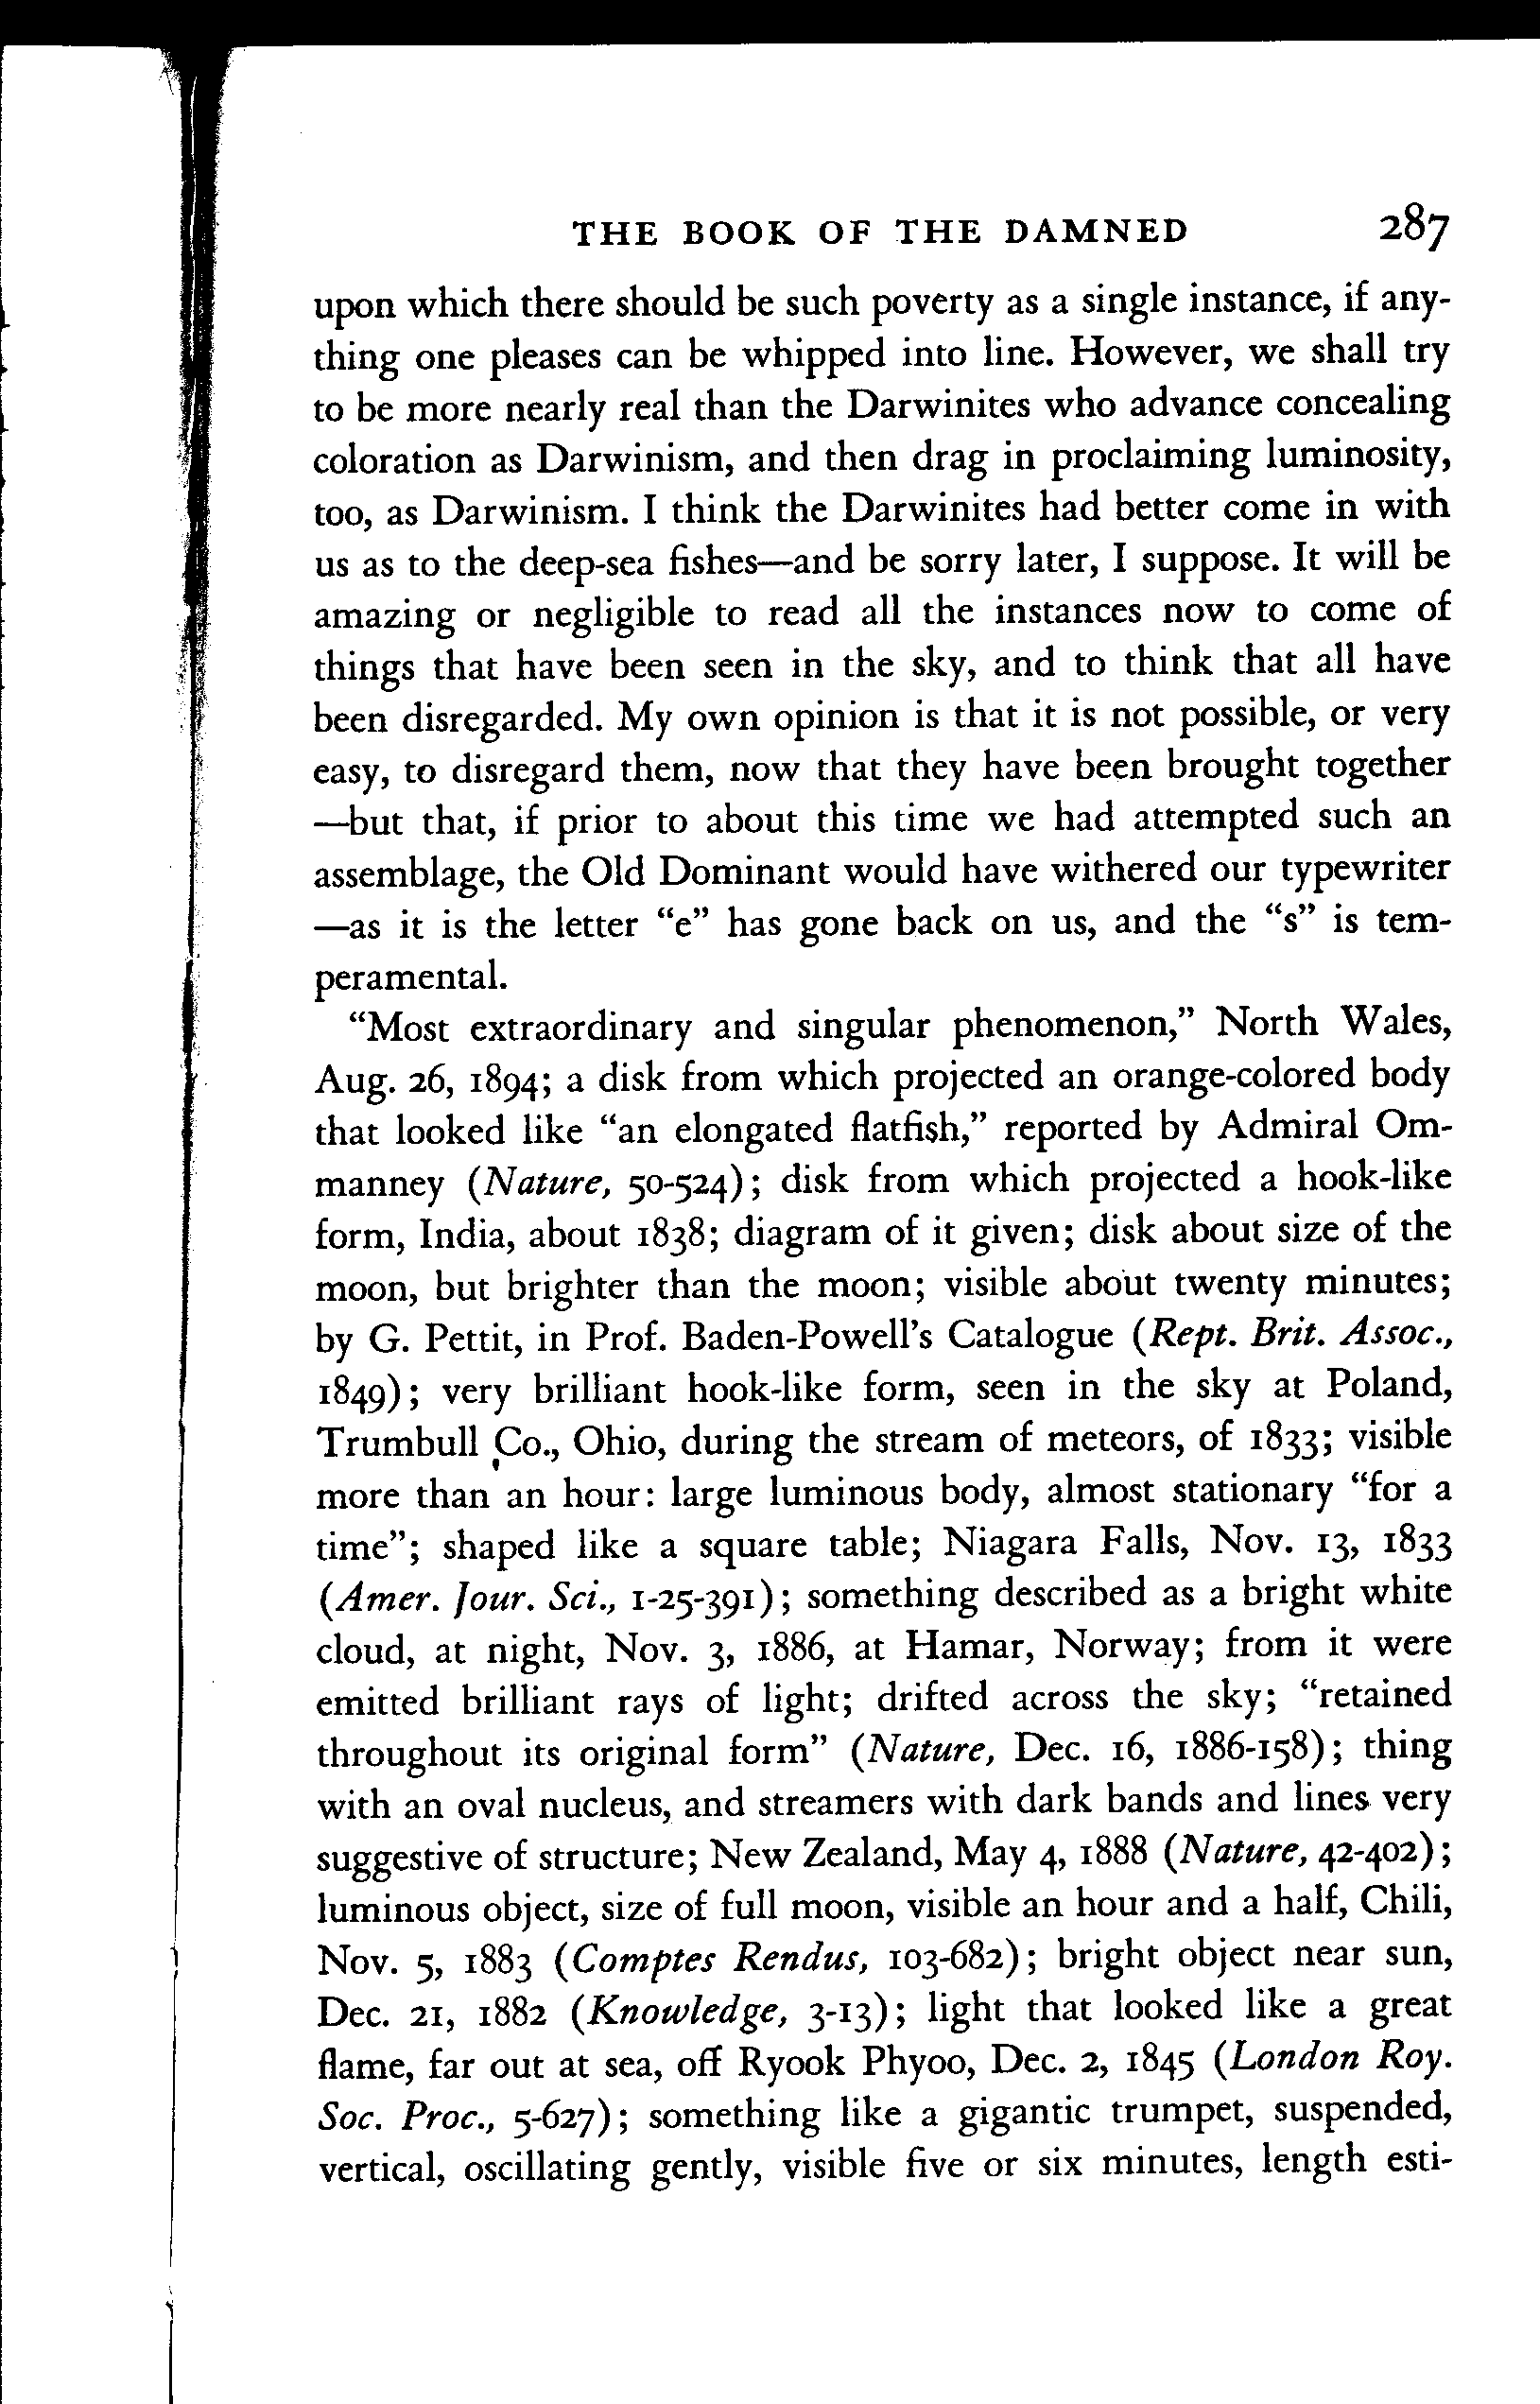 THE BOOK OF THE DAMNED 287
upon which there should be such poverty as a single instance, if any-
thing one pleases can be whipped into line. However, we shall try
to be more nearly real than the Darwinites who advance concealing
coloration as Darwinism, and then drag in proclaiming luminosity,
too, as Darwinism. I think the Darwinites had better come in with
us as to the deep-sea fishes—and be sorry later, I suppose. It will be
amazing or negligible to read all the instances now to come of
things that have been seen in the sky, and to think that all have
been disregarded. My own opinion is that it is not possible, or very
easy, to disregard them, now that they have been brought together
—but that, if prior to about this time we had attempted such an
assemblage, the Old Dominant would have withered our typewriter
—as it is the letter “e” has gone back on us, and the “s” is tem-
peramental.
“Most extraordinary and singular phenomenon,” North Wales,
Aug. 26, 1894; a disk from which projected an orange-colored body
that looked like “an elongated flatfish,” reported by Admiral Om-
manney (Nature, 50-524); disk from which projected a hook-like
form, India, about 1838; diagram of it given; disk about size of the
moon, but brighter than the moon; visible about twenty minutes;
by G. Pettit, in Prof. Baden-Powell’s Catalogue (Rept. Brit. Assoc.,
1849); very brilliant hook-like form, seen in the sky at Poland,
Trumbull Co., Ohio, during the stream of meteors, of 1833; visible
more than an hour: large luminous body, almost stationary “for a
time”; shaped like a square table; Niagara Falls, Nov. 13, 1833
(Amer. Jour. Sci., 1-25-391); something described as a bright white
cloud, at night, Nov. 3, 1886, at Hamar, Norway; from it were
emitted brilliant rays of light; drifted across the sky; “retained
throughout its original form” (Nature, Dec. 16, 1886-158); thing
with an oval nucleus, and streamers with dark bands and lines very
suggestive of structure; New Zealand, May 4, 1888 (Nature, 42-402);
luminous object, size of full moon, visible an hour and a half, Chili,
Nov. 5, 1883 (Comptes Rendus, 103-682); bright object near sun,
Dec. 21, 1882 (Knowledge, 3-13); light that looked like a great
flame, far out at sea, off Ryook Phyoo, Dec. 2, 1845 (London Roy.
Soc. Proc., 5-627); something like a gigantic trumpet, suspended,
vertical, oscillating gently, visible five or six minutes, length esti-